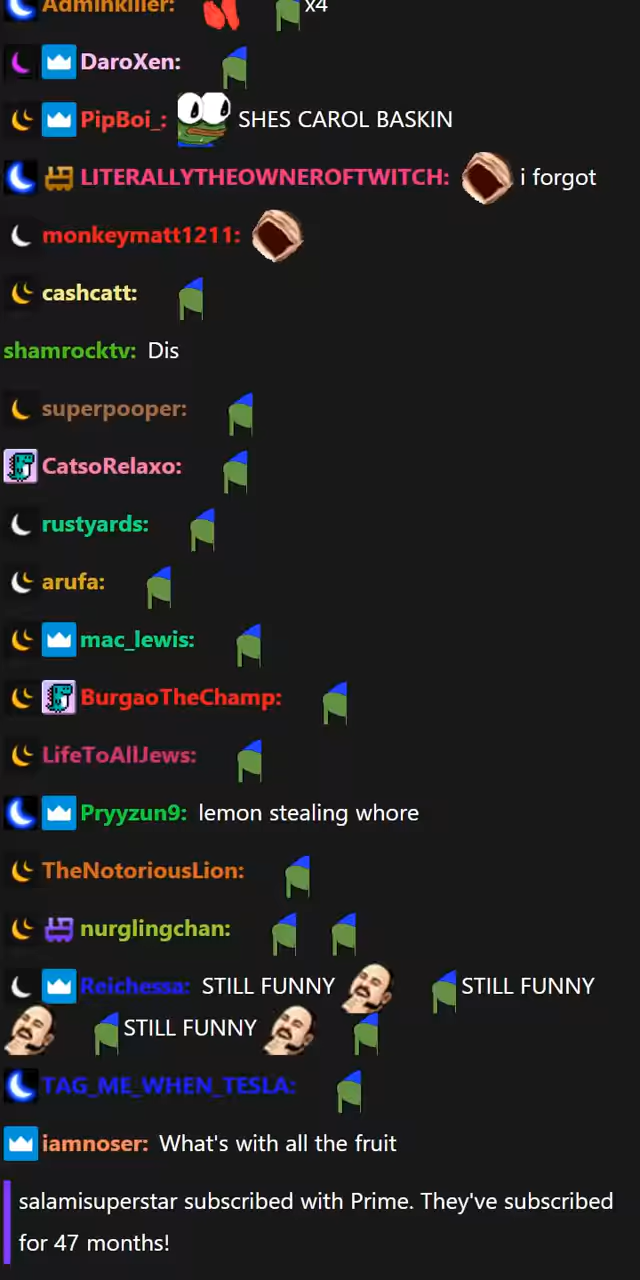 Adminkiller: x4
DaroXen:
PipBoi_: SHES CAROL BASKIN
LITERALLYTHEOWNEROFTWITCH: i forgot
monkeymatt1211:
cashcatt:
shamrocktv: Dis
superpooper:
CatsoRelaxo:
rustyards:
arufa:
mac_lewis:
BurgaoTheChamp:
LifeToAllJews:
Pryyzun9: lemon stealing whore
TheNotoriousLion:
nurglingchan:
Reichessa: STILL FUNNY STILL FUNNY
STILL FUNNY
TAG_ME_WHEN_TESLA:
iamnoser: What's with all the fruit
salamisuperstar subscribed with Prime. They've subscribed
for 47 months!